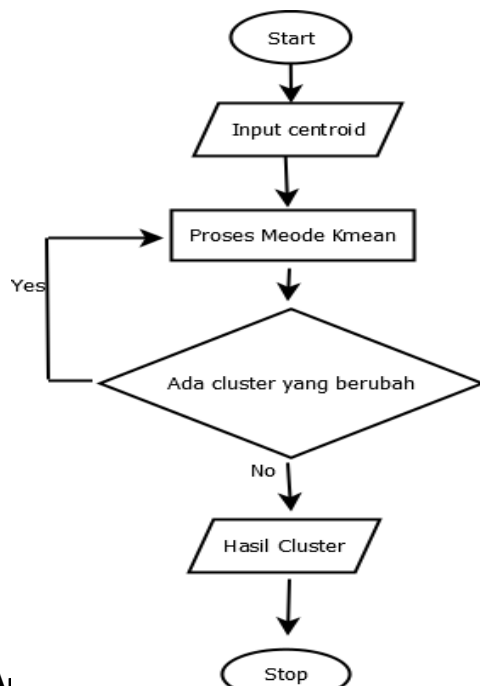 Start
Input centroid
Proses Meode Kmean
Yes
Ada cluster yang berubah
No
Hasil Cluster
Stop